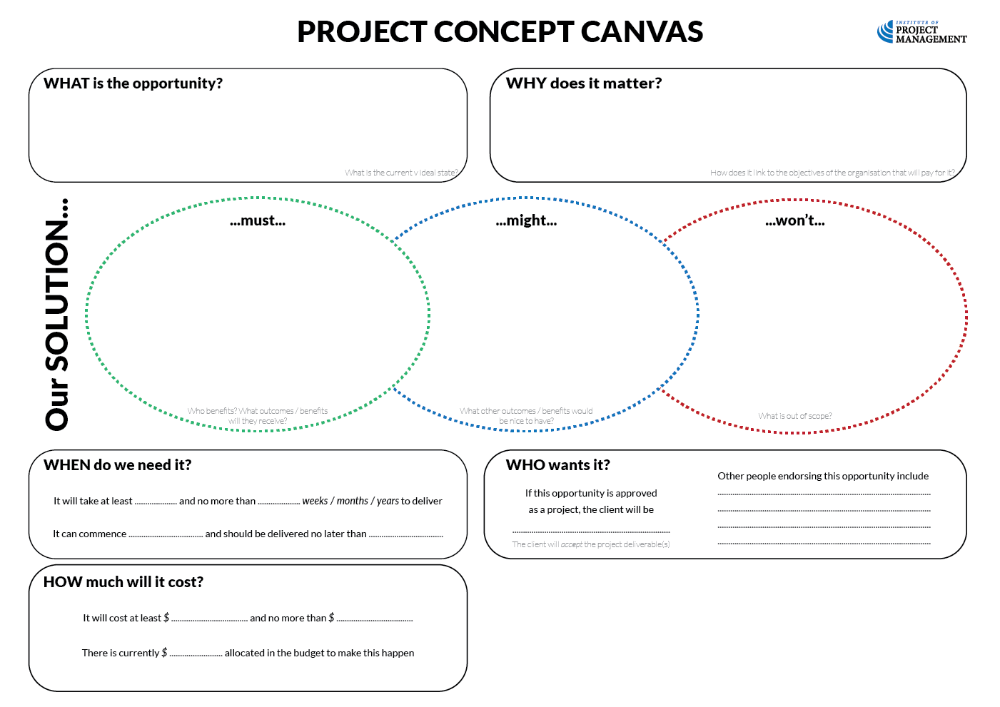 PROJECT CONCEPT CANVAS
INSTITUTE OF
PROJECT
MANAGEMENT
WHAT is the opportunity?
What is the current v ideal state?
WHY does it matter?
How does it link to the objectives of the organisation that will pay for it?
Our SOLUTION...
...must...
Who benefits? What outcomes / benefits
will they receive?
...might...
What other outcomes / benefits would
be nice to have?
...won't...
What is out of scope?
WHEN do we need it?
It will take at least .................... and no more than .................... weeks / months / years to deliver
It can commence ................................... and should be delivered no later than ...................................
WHO wants it?
If this opportunity is approved
as a project, the client will be
..........................................................................
The client will accept the project deliverable(s)
Other people endorsing this opportunity include
....................................................................................................
....................................................................................................
....................................................................................................
....................................................................................................
HOW much will it cost?
It will cost at least $ .................................... and no more than $ ....................................
There is currently $ ......................... allocated in the budget to make this happen